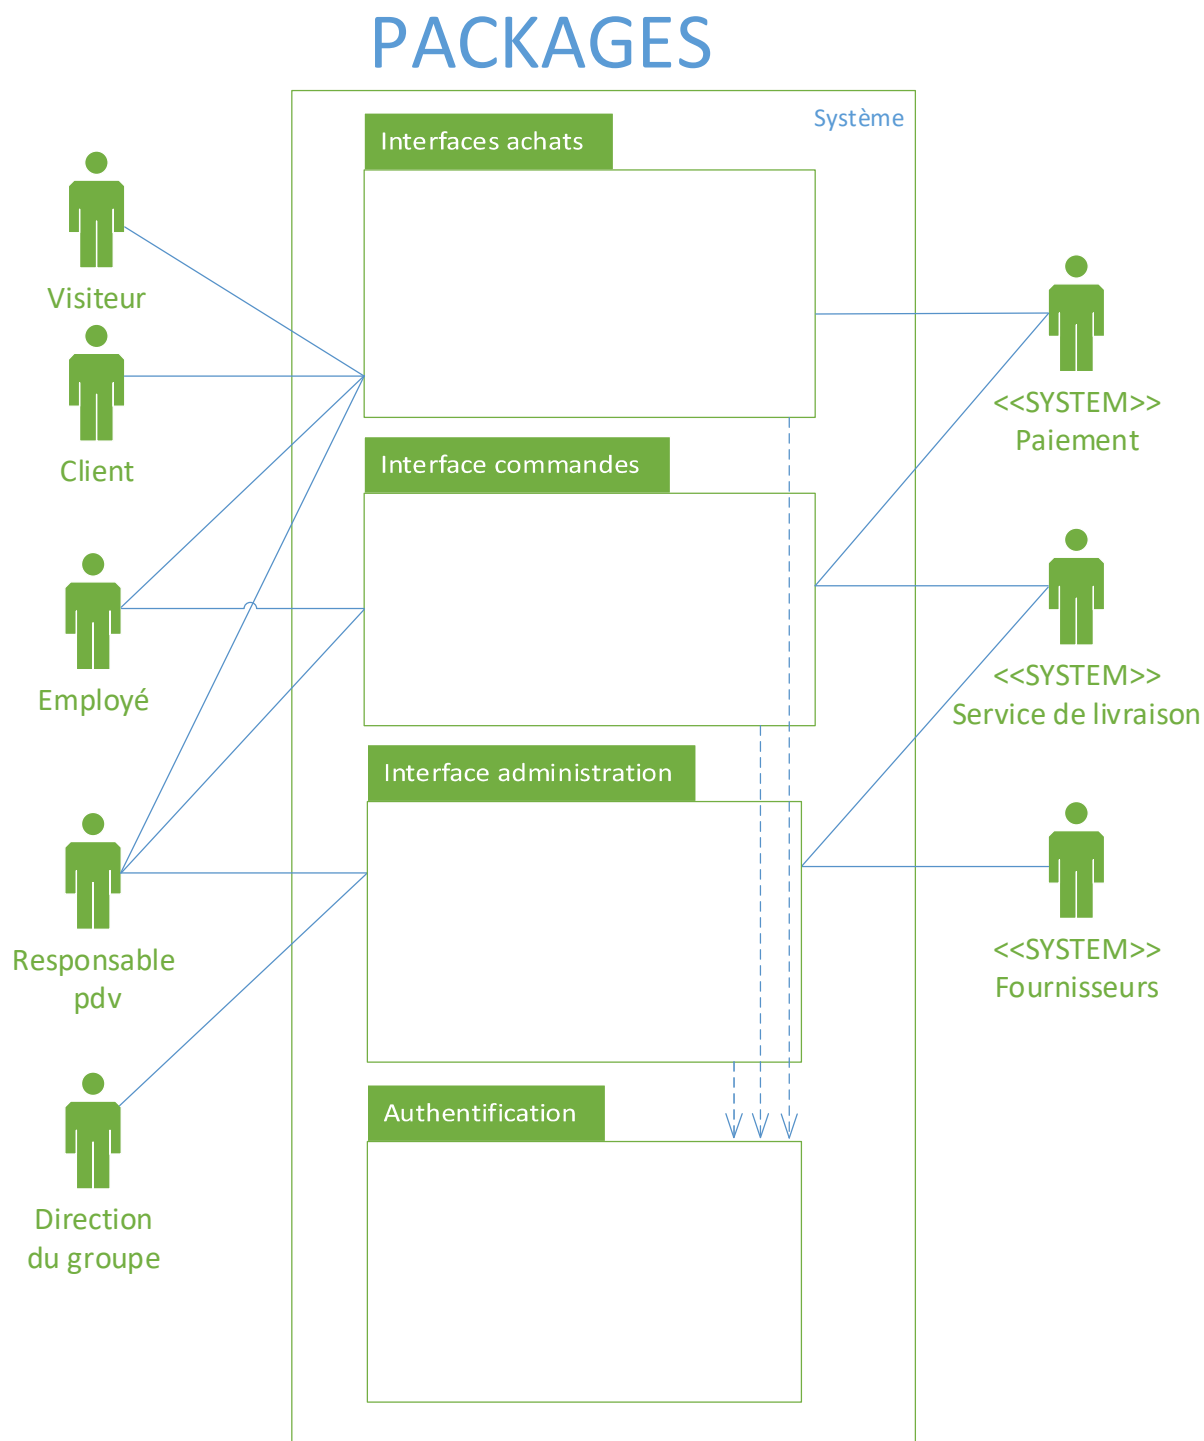 PACKAGES
Système
Interfaces achats
Visiteur
Client
<<SYSTEM>>
Paiement
Interface commandes
Employé
<<SYSTEM>>
Service de livraison
Interface administration
Responsable
pdv
<<SYSTEM>>
Fournisseurs
Authentification
Direction
du groupe